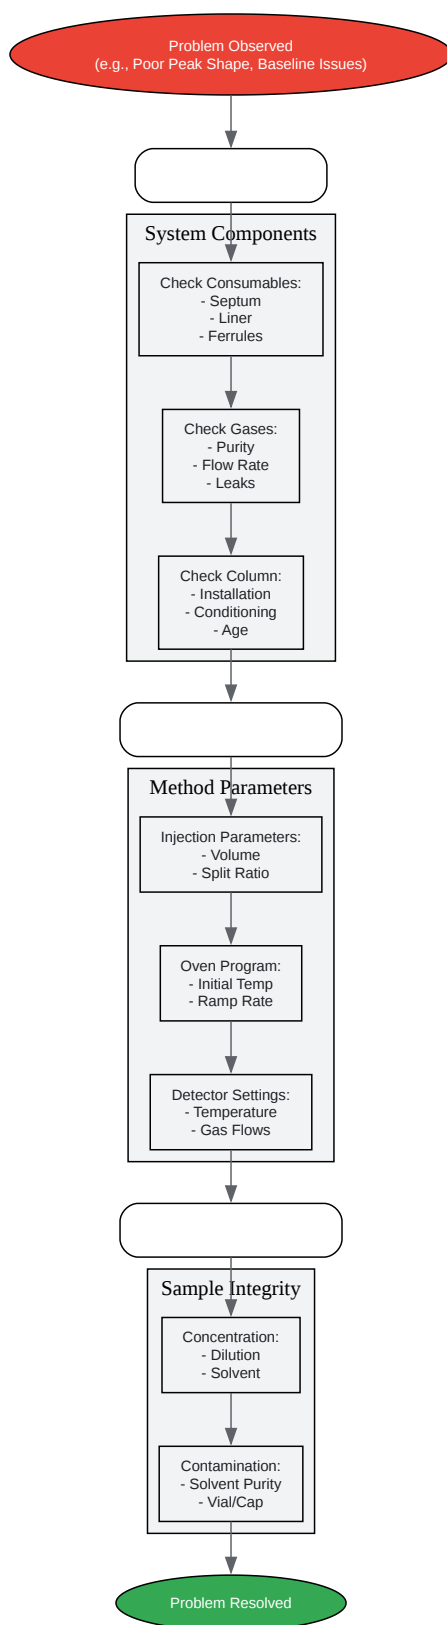 Problem Observed
(e.g., Poor Peak Shape, Baseline Issues)
System Components
Check Consumables:
- Septum
- Liner
- Ferrules
Check Gases:
- Purity
- Flow Rate
- Leaks
Check Column:
- Installation
- Conditioning
- Age
Method Parameters
Injection Parameters:
- Volume
- Split Ratio
Oven Program:
- Initial Temp
- Ramp Rate
Detector Settings:
- Temperature
- Gas Flows
Sample Integrity
Concentration:
- Dilution
- Solvent
Contamination:
- Solvent Purity
- Vial/Cap
Problem Resolved